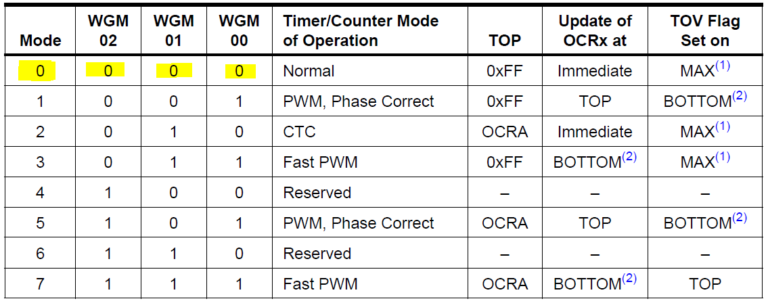 Mode WGM 02 WGM 01 WGM 00 Timer/Counter Mode of Operation TOP Update of OCRx at TOV Flag Set on
0 0 0 0 Normal 0xFF Immediate MAX(1)
1 0 0 1 PWM, Phase Correct 0xFF TOP BOTTOM(2)
2 0 1 0 CTC OCRA Immediate MAX(1)
3 0 1 1 Fast PWM 0xFF BOTTOM(2) MAX(1)
4 1 0 0 Reserved – – –
5 1 0 1 PWM, Phase Correct OCRA TOP BOTTOM(2)
6 1 1 0 Reserved – – –
7 1 1 1 Fast PWM OCRA BOTTOM(2) TOP